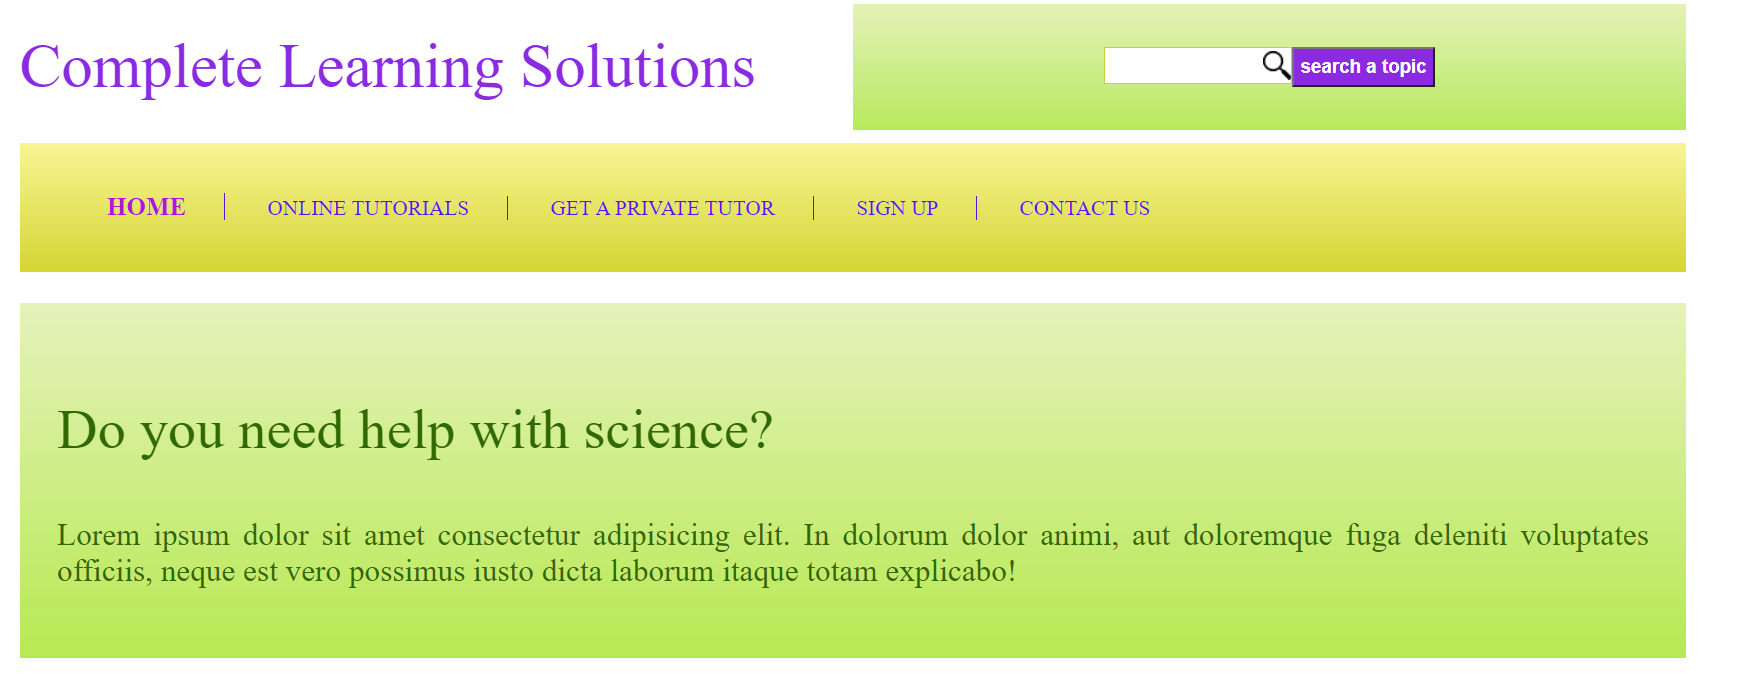 Complete Learning Solutions
search a topic
HOME
ONLINE TUTORIALS
GET A PRIVATE TUTOR
SIGN UP
CONTACT US
Do you need help with science?
Lorem ipsum dolor sit amet consectetur adipisicing elit. In dolorum dolor animi, aut doloremque fuga deleniti voluptates
officiis, neque est vero possimus iusto dicta laborum itaque totam explicabo!